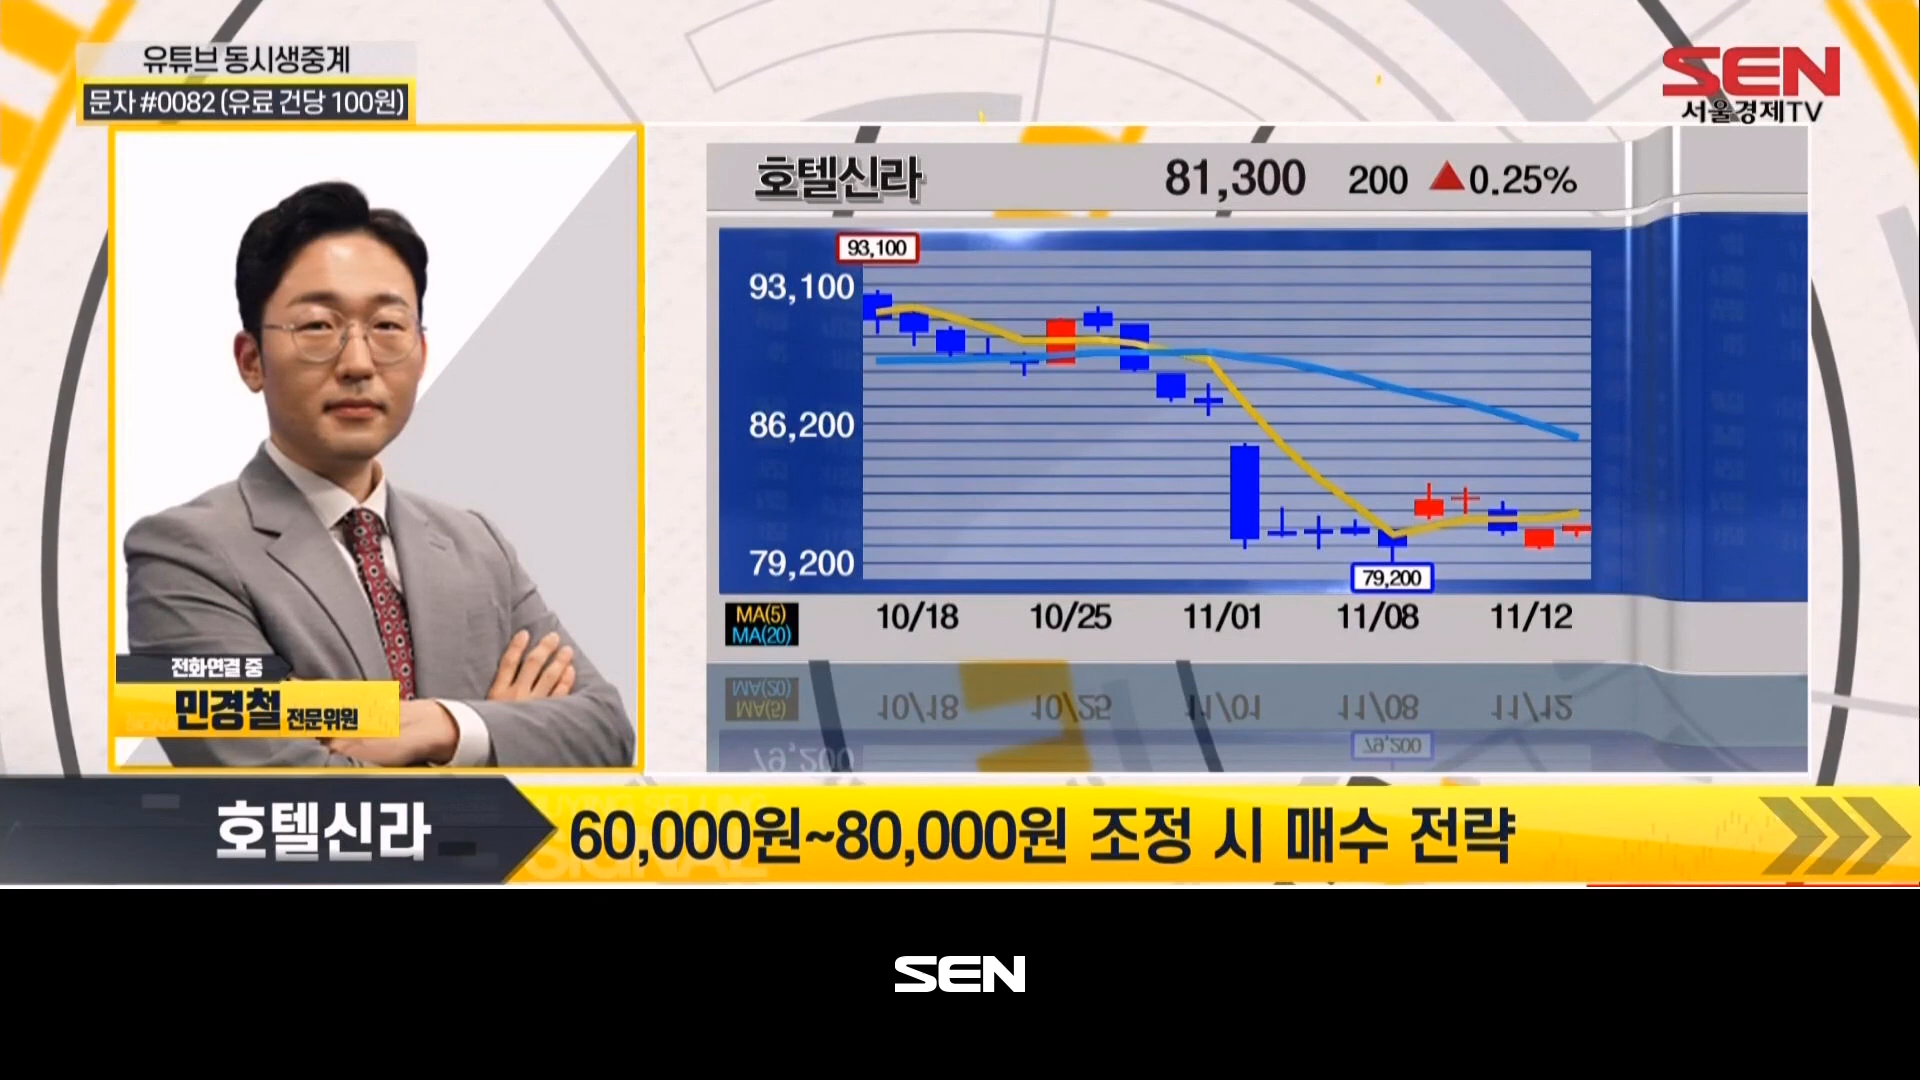 유튜브 동시생중계
문자 #0082 (유료 건당 100원)
SEN
서울경제TV
호텔신라 81,300 200 ▲0.25%
93,100
93,100
86,200
79,200
79,200
MA(5)
MA(20)
10/18 10/25 11/01 11/08 11/12
전화연결 중
민경철 전문위원
호텔신라
60,000원~80,000원 조정 시 매수 전략
SEN